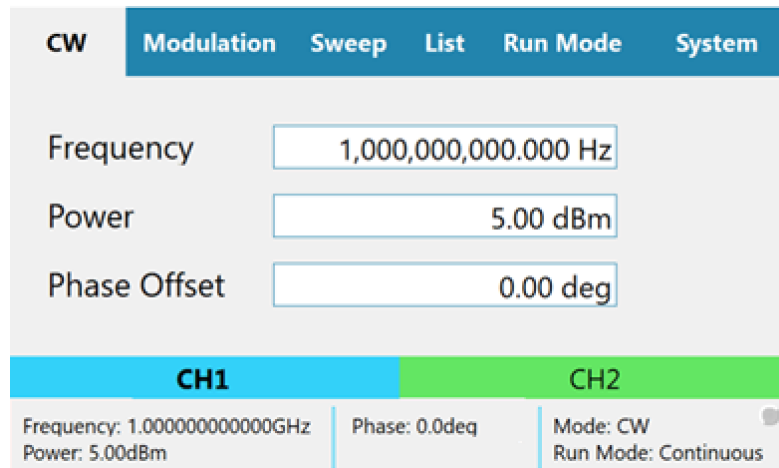 CW Modulation Sweep List Run Mode System
Frequency 1,000,000,000.000 Hz
Power 5.00 dBm
Phase Offset 0.00 deg
CH1 CH2
Frequency: 1.000000000000GHz Phase: 0.0deg Mode: CW
Power: 5.00dBm Run Mode: Continuous